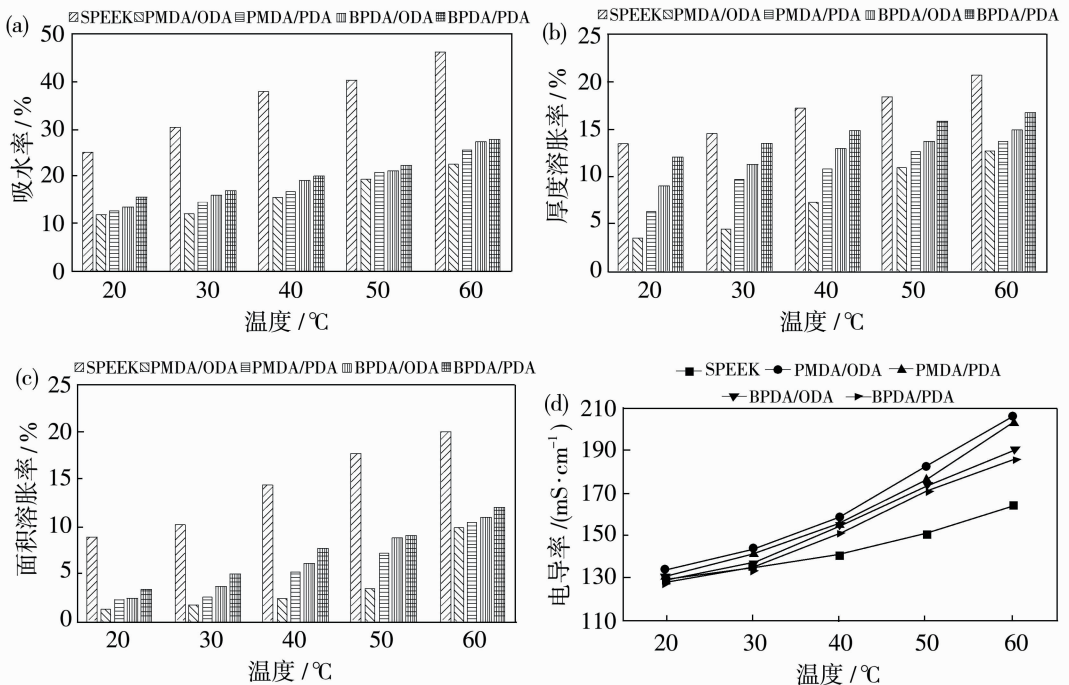 (a)
SPEEK PMDA/ODA PMDA/PDA BPDA/ODA BPDA/PDA
50
40
30
20
10
0
吸水率/%
20 30 40 50 60
温度/℃
(b)
SPEEK PMDA/ODA PMDA/PDA BPDA/ODA BPDA/PDA
25
20
15
10
5
0
厚度溶胀率/%
20 30 40 50 60
温度/℃
(c)
SPEEK PMDA/ODA PMDA/PDA BPDA/ODA BPDA/PDA
25
20
15
10
5
0
面积溶胀率/%
20 30 40 50 60
温度/℃
(d)
SPEEK PMDA/ODA PMDA/PDA
BPDA/ODA BPDA/PDA
210
190
170
150
130
110
电导率/(mS·cm⁻¹)
20 30 40 50 60
温度/℃